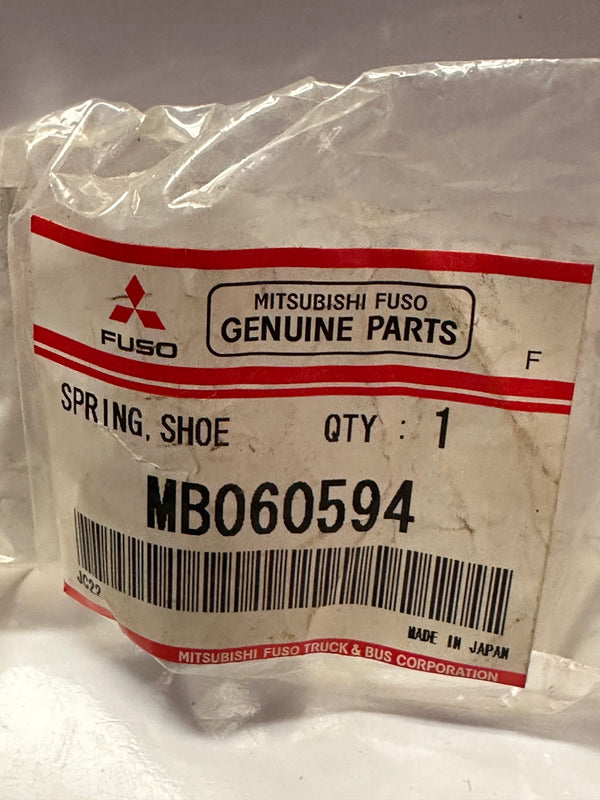 FUSO
MITSUBISHI FUSO
GENUINE PARTS
F
SPRING, SHOE QTY : 1
MB060594
JC22
MADE IN JAPAN
MITSUBISHI FUSO TRUCK & BUS CORPORATION